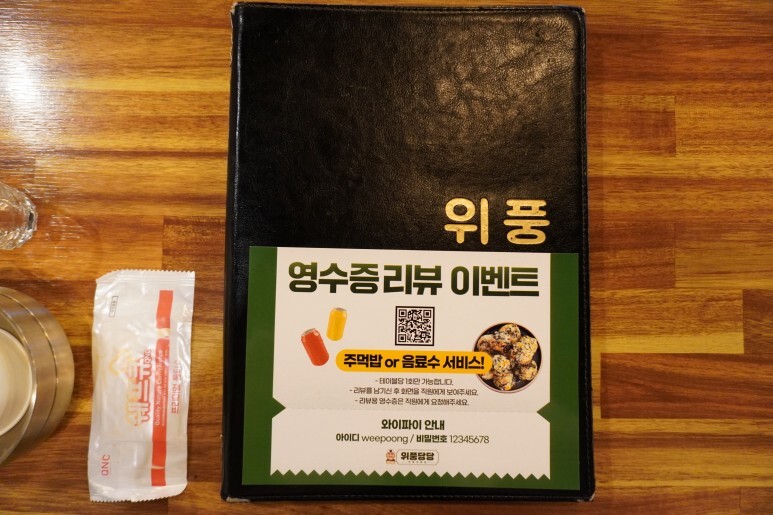 위풍
영수증 리뷰 이벤트
주먹밥 or 음료수 서비스!
- 테이블당 1회만 가능합니다.
- 리뷰를 남기신 후 화면을 직원에게 보여주세요.
- 리뷰용 영수증은 직원에게 요청해주세요.
와이파이 안내
아이디 weepoong / 비밀번호 12345678
위풍당당
QNC